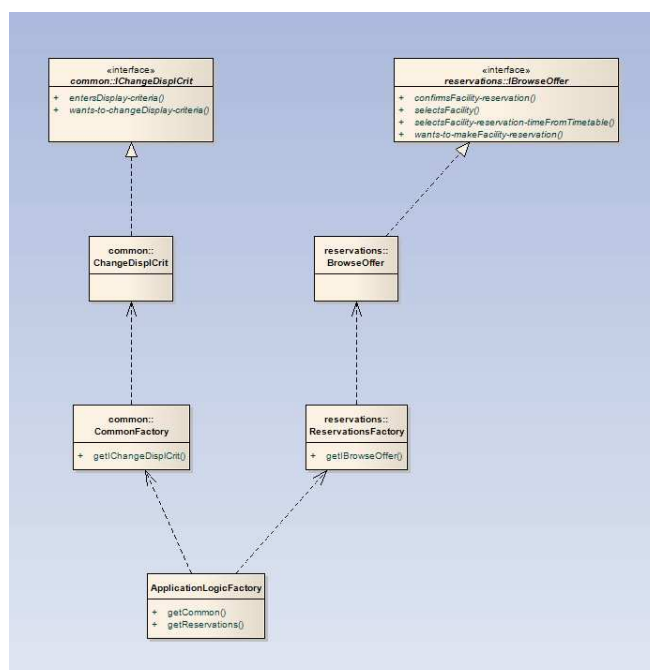 «interface»
common::IChangeDisplCrit
+ entersDisplay-criteria()
+ wants-to-changeDisplay-criteria()
«interface»
reservations::IBrowseOffer
+ confirmsFacility-reservation()
+ selectsFacility()
+ selectsFacility-reservation-timeFromTimetable()
+ wants-to-makeFacility-reservation()
common::
ChangeDisplCrit
reservations::
BrowseOffer
common::
CommonFactory
+ getIChangeDisplCrit()
reservations::
ReservationsFactory
+ getIBrowseOffer()
ApplicationLogicFactory
+ getCommon()
+ getReservations()